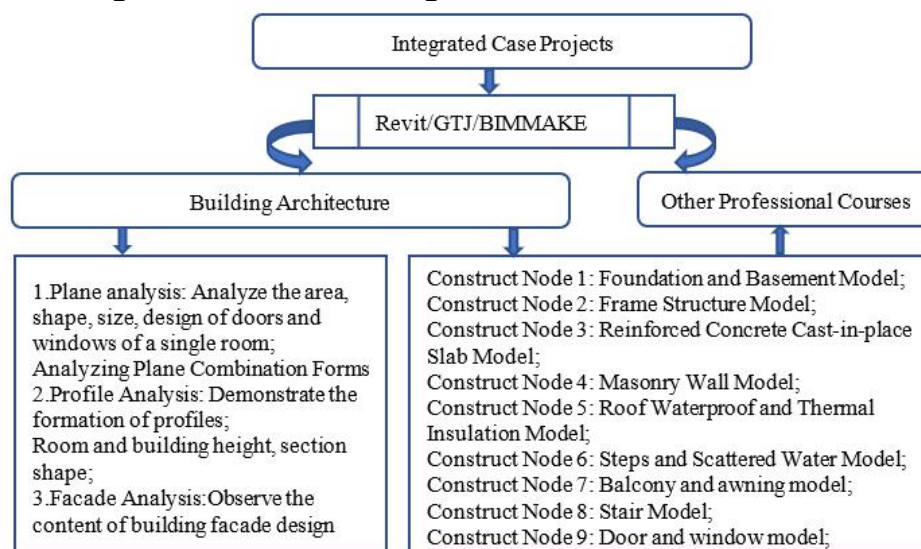 Integrated Case Projects
Revit/GTJ/BIMMAKE
Building Architecture
Other Professional Courses
1.Plane analysis: Analyze the area,
shape, size, design of doors and
windows of a single room;
Analyzing Plane Combination Forms
2.Profile Analysis: Demonstrate the
formation of profiles;
Room and building height, section
shape;
3.Facade Analysis:Observe the
content of building facade design
Construct Node 1: Foundation and Basement Model;
Construct Node 2: Frame Structure Model;
Construct Node 3: Reinforced Concrete Cast-in-place
Slab Model;
Construct Node 4: Masonry Wall Model;
Construct Node 5: Roof Waterproof and Thermal
Insulation Model;
Construct Node 6: Steps and Scattered Water Model;
Construct Node 7: Balcony and awning model;
Construct Node 8: Stair Model;
Construct Node 9: Door and window model;